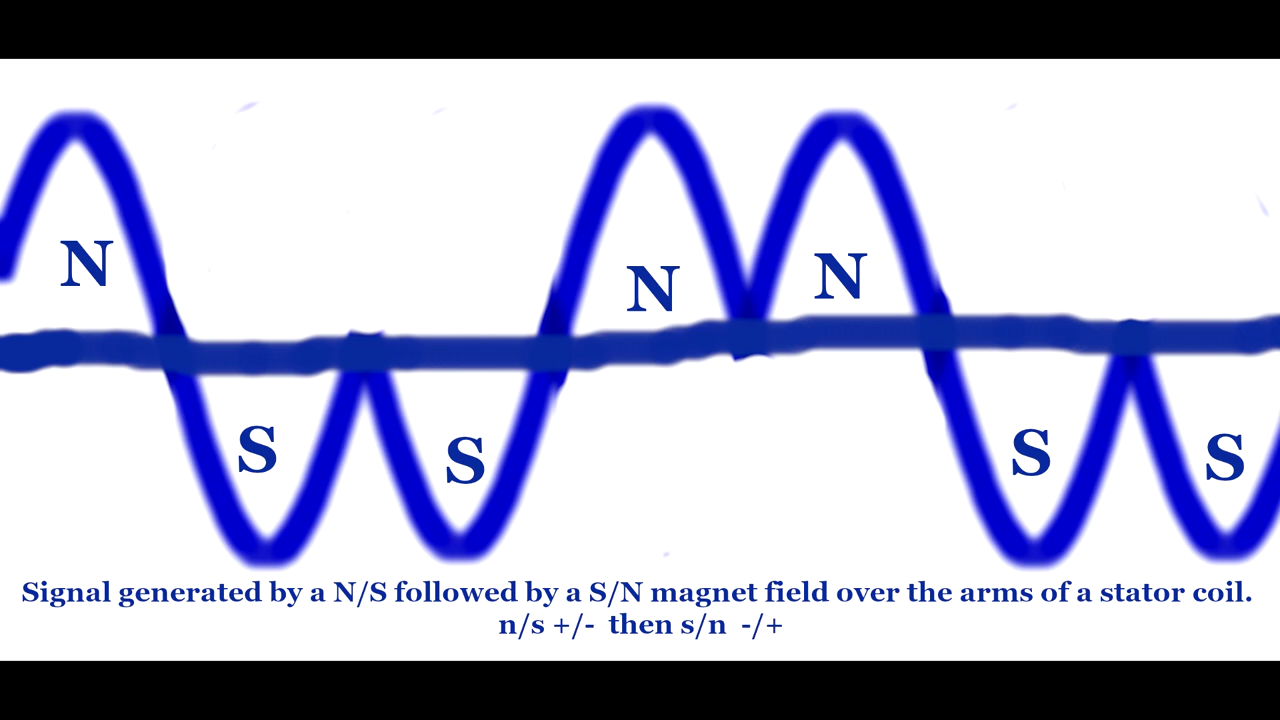 N
N
N
S
S
S
S
Signal generated by a N/S followed by a S/N magnet field over the arms of a stator coil.
n/s +/- then s/n -/+